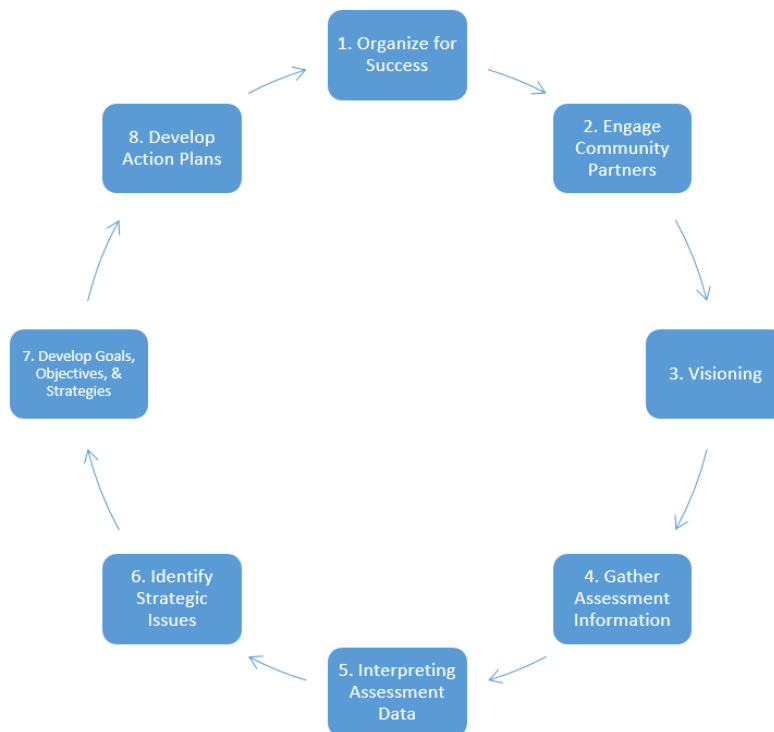 1. Organize for
Success
2. Engage
Community
Partners
3. Visioning
4. Gather
Assessment
Information
5. Interpreting
Assessment
Data
6. Identify
Strategic
Issues
7. Develop Goals,
Objectives, &
Strategies
8. Develop
Action Plans